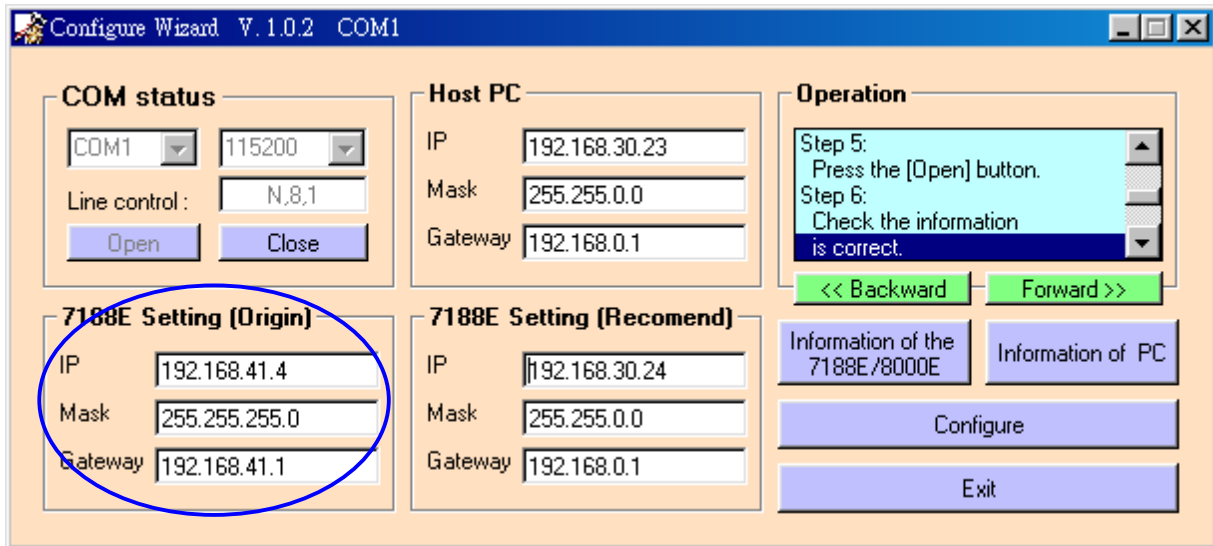 Configure Wizard V. 1.0.2 COM1
COM status
COM1 115200
Line control : N,8,1
Open Close
Host PC
IP 192.168.30.23
Mask 255.255.0.0
Gateway 192.168.0.1
Operation
Step 5:
Press the [Open] button.
Step 6:
Check the information
is correct.
<< Backward Forward >>
7188E Setting (Origin)
IP 192.168.41.4
Mask 255.255.255.0
Gateway 192.168.41.1
7188E Setting (Recomend)
IP 192.168.30.24
Mask 255.255.0.0
Gateway 192.168.0.1
Information of the
7188E/8000E
Information of PC
Configure
Exit